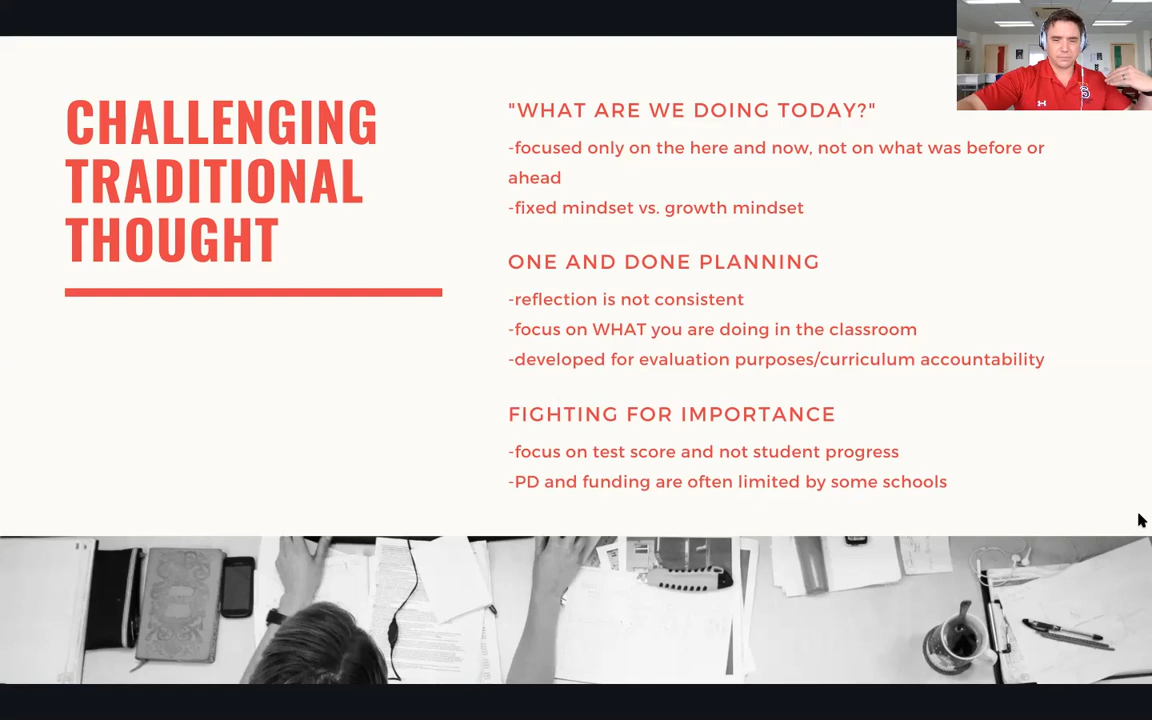 CHALLENGING
TRADITIONAL
THOUGHT
"WHAT ARE WE DOING TODAY?"
-focused only on the here and now, not on what was before or
ahead
-fixed mindset vs. growth mindset
ONE AND DONE PLANNING
-reflection is not consistent
-focus on WHAT you are doing in the classroom
-developed for evaluation purposes/curriculum accountability
FIGHTING FOR IMPORTANCE
-focus on test score and not student progress
-PD and funding are often limited by some schools